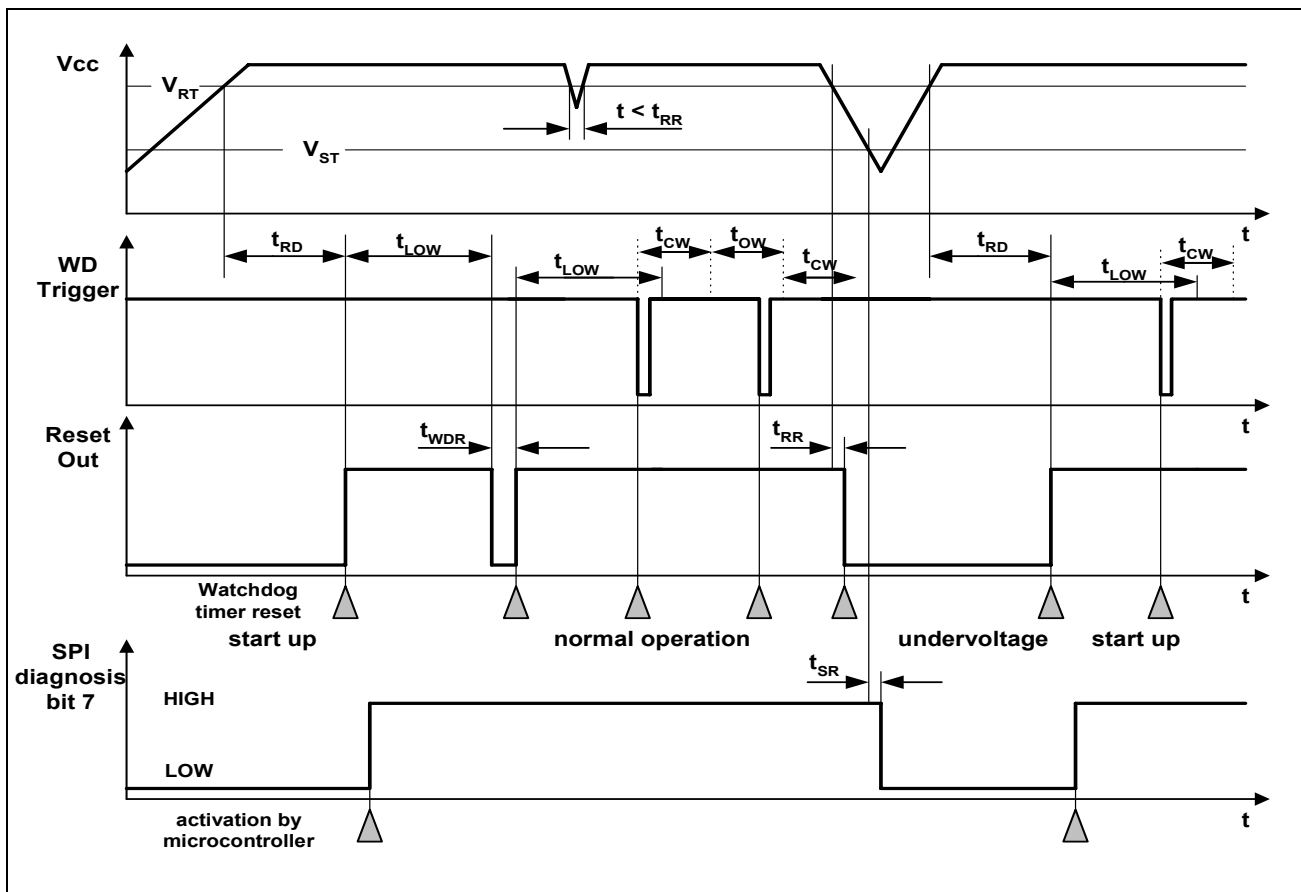 Vcc
V_RT
t < t_RR
V_ST
t
t_RD
t_LOW
t_CW
t_OW
t_RD
t_CW
WD
Trigger
t_LOW
t_CW
t_LOW
t
Reset
Out
t_WDR
t_RR
Watchdog
timer reset
t
start up
normal operation
undervoltage
start up
SPI
diagnosis
bit 7
t_SR
HIGH
LOW
activation by
microcontroller
t